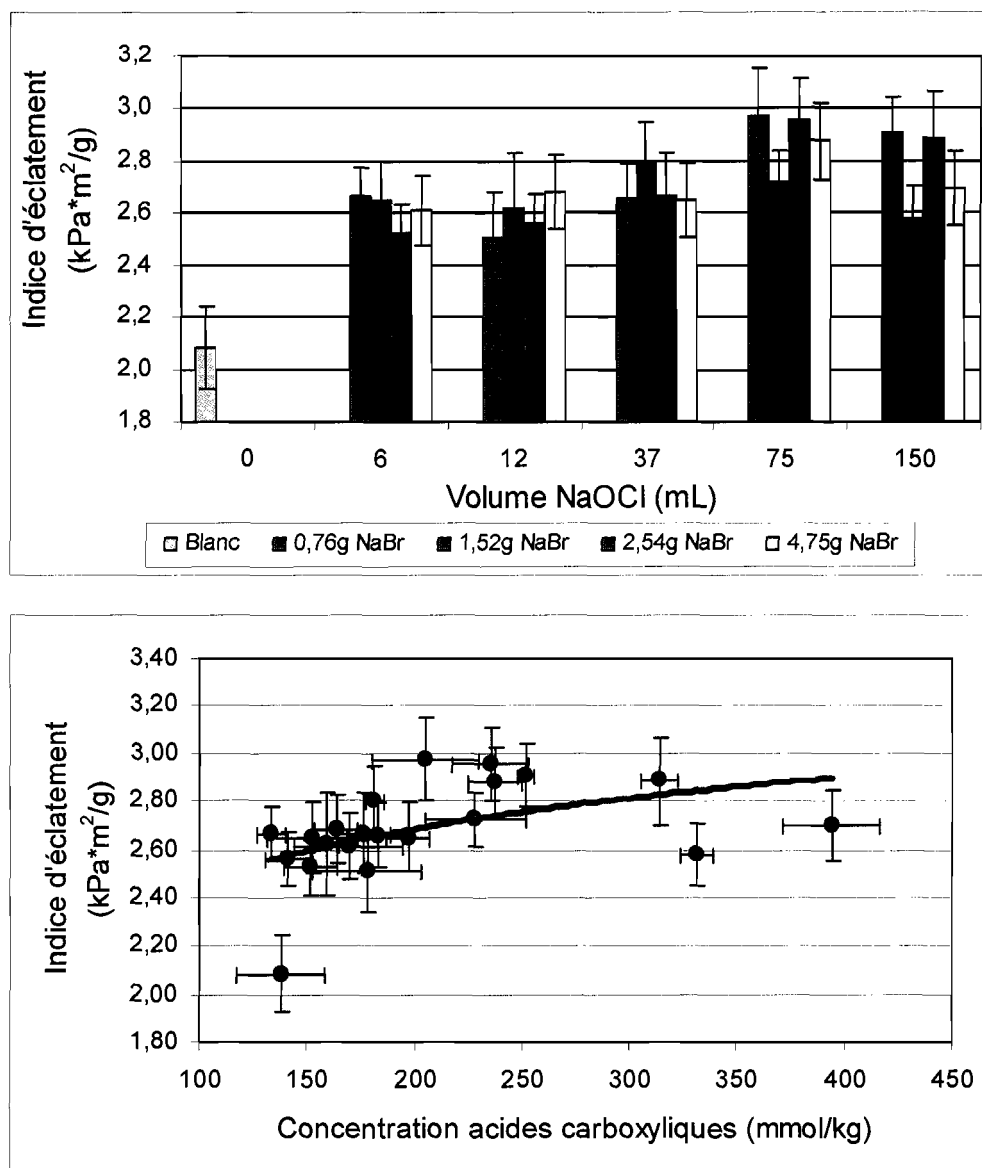 Indice d'éclatement
(kPa*m²/g)
3,2
3,0
2,8
2,6
2,4
2,2
2,0
1,8
0 6 12 37 75 150
Volume NaOCl (mL)
Blanc 0,76g NaBr 1,52g NaBr 2,54g NaBr 4,75g NaBr
Indice d'éclatement
(kPa*m²/g)
3,40
3,20
3,00
2,80
2,60
2,40
2,20
2,00
1,80
100 150 200 250 300 350 400 450
Concentration acides carboxyliques (mmol/kg)